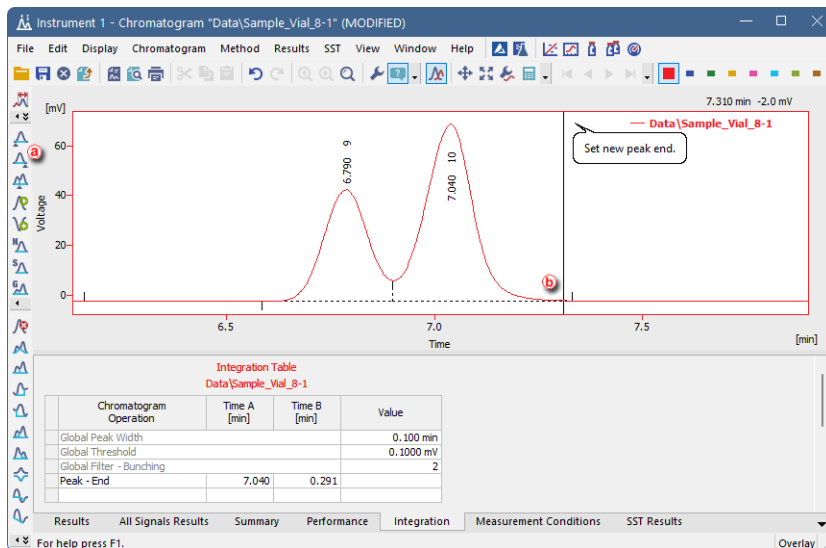 Instrument 1 - Chromatogram "Data\Sample_Vial_8-1" (MODIFIED)
File Edit Display Chromatogram Method Results SST View Window Help
7.310 min -2.0 mV
[mV]
Data\Sample_Vial_8-1
Set new peak end.
a
60
40
20
0
Voltage
6.790 9
7.040 10
b
6.5 7.0 7.5
Time
[min]
Integration Table
Data\Sample_Vial_8-1
Chromatogram Operation Time A [min] Time B [min] Value
Global Peak Width 0.100 min
Global Threshold 0.1000 mV
Global Filter - Bunching 2
Peak - End 7.040 0.291
Results All Signals Results Summary Performance Integration Measurement Conditions SST Results
For help press F1. Overlay